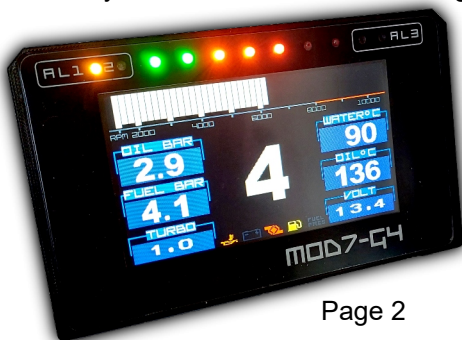 AL1
AL3
RPM 2000 4000 6000 8000 10000
OIL BAR
2.9
FUEL BAR
4.1
TURBO
1.0
4
WATER°C
90
OIL°C
136
VOLT
13.4
FUEL
MOD7-G4
Page 2